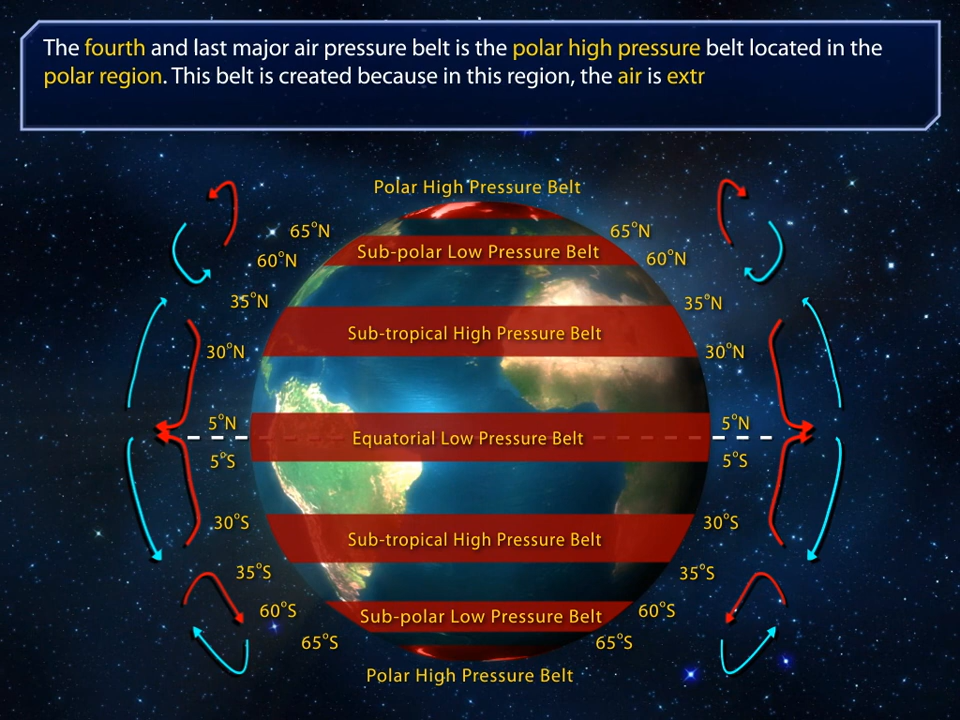 The fourth and last major air pressure belt is the polar high pressure belt located in the
polar region. This belt is created because in this region, the air is extr
Polar High Pressure Belt
65°N 65°N
Sub-polar Low Pressure Belt
60°N 60°N
35°N 35°N
Sub-tropical High Pressure Belt
30°N 30°N
5°N 5°N
Equatorial Low Pressure Belt
5°S 5°S
30°S 30°S
Sub-tropical High Pressure Belt
35°S 35°S
60°S 60°S
Sub-polar Low Pressure Belt
65°S 65°S
Polar High Pressure Belt